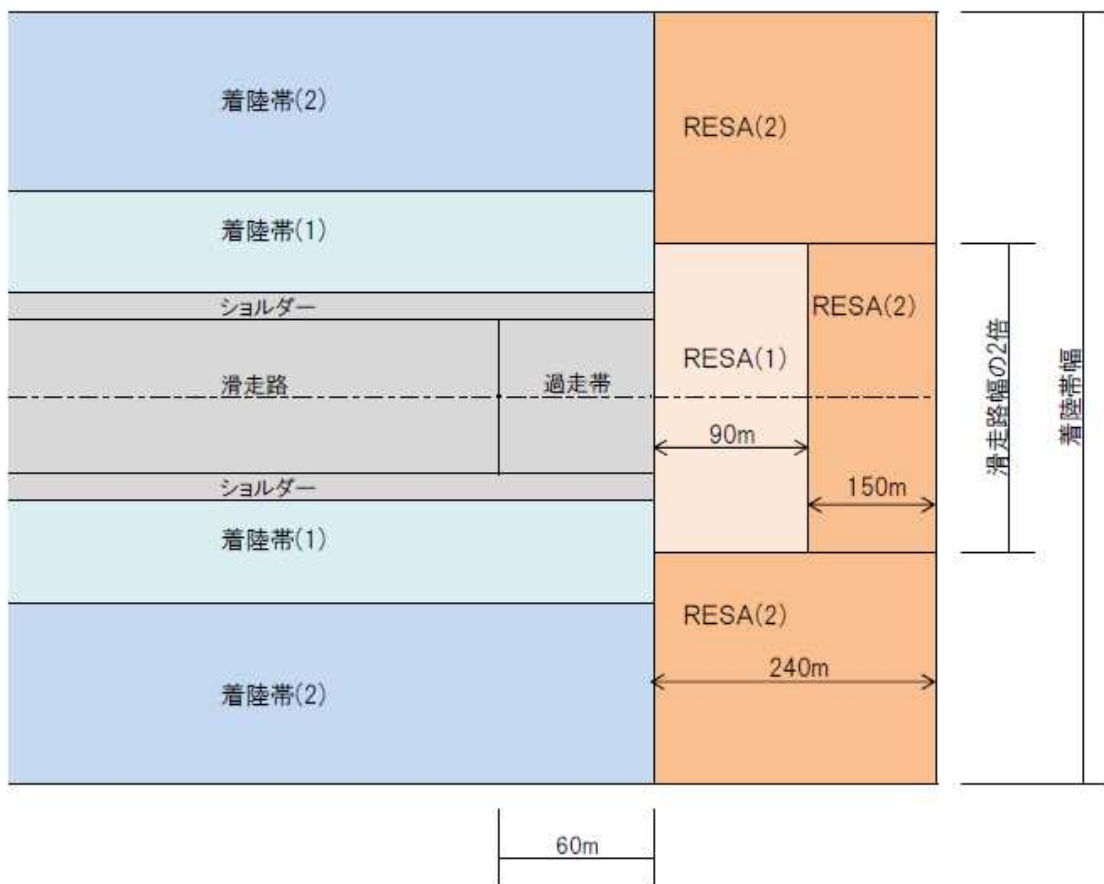 着陸帯(2)
RESA(2)
着陸帯(1)
ショルダー
RESA(2)
RESA(1)
滑走路
過走帯
90m
150m
滑走路幅の2倍
着陸帯幅
ショルダー
着陸帯(1)
RESA(2)
240m
着陸帯(2)
60m